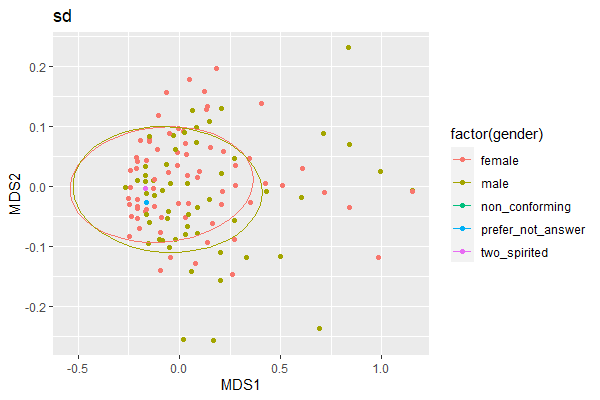 sd
0.2
0.1
0.0
-0.1
-0.2
MDS2
-0.5
0.0
0.5
1.0
MDS1
factor(gender)
female
male
non_conforming
prefer_not_answer
two_spirited